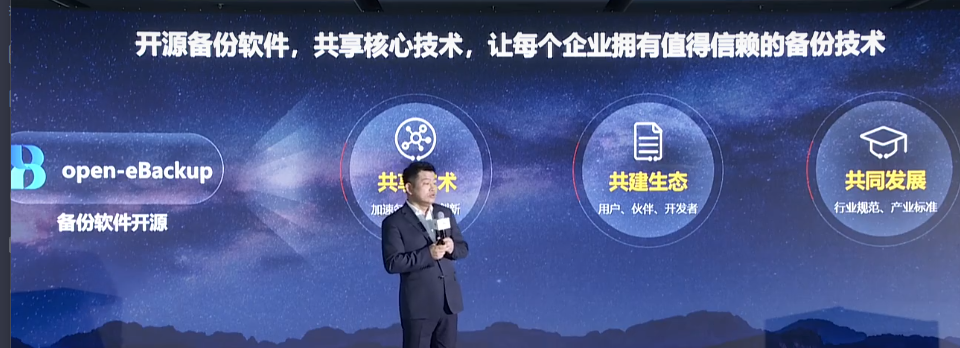 开源备份软件，共享核心技术，让每个企业拥有值得信赖的备份技术
open-eBackup
备份软件开源
共享技术
加速
新
共建生态
用户、伙伴、开发者
共同发展
行业规范、产业标准